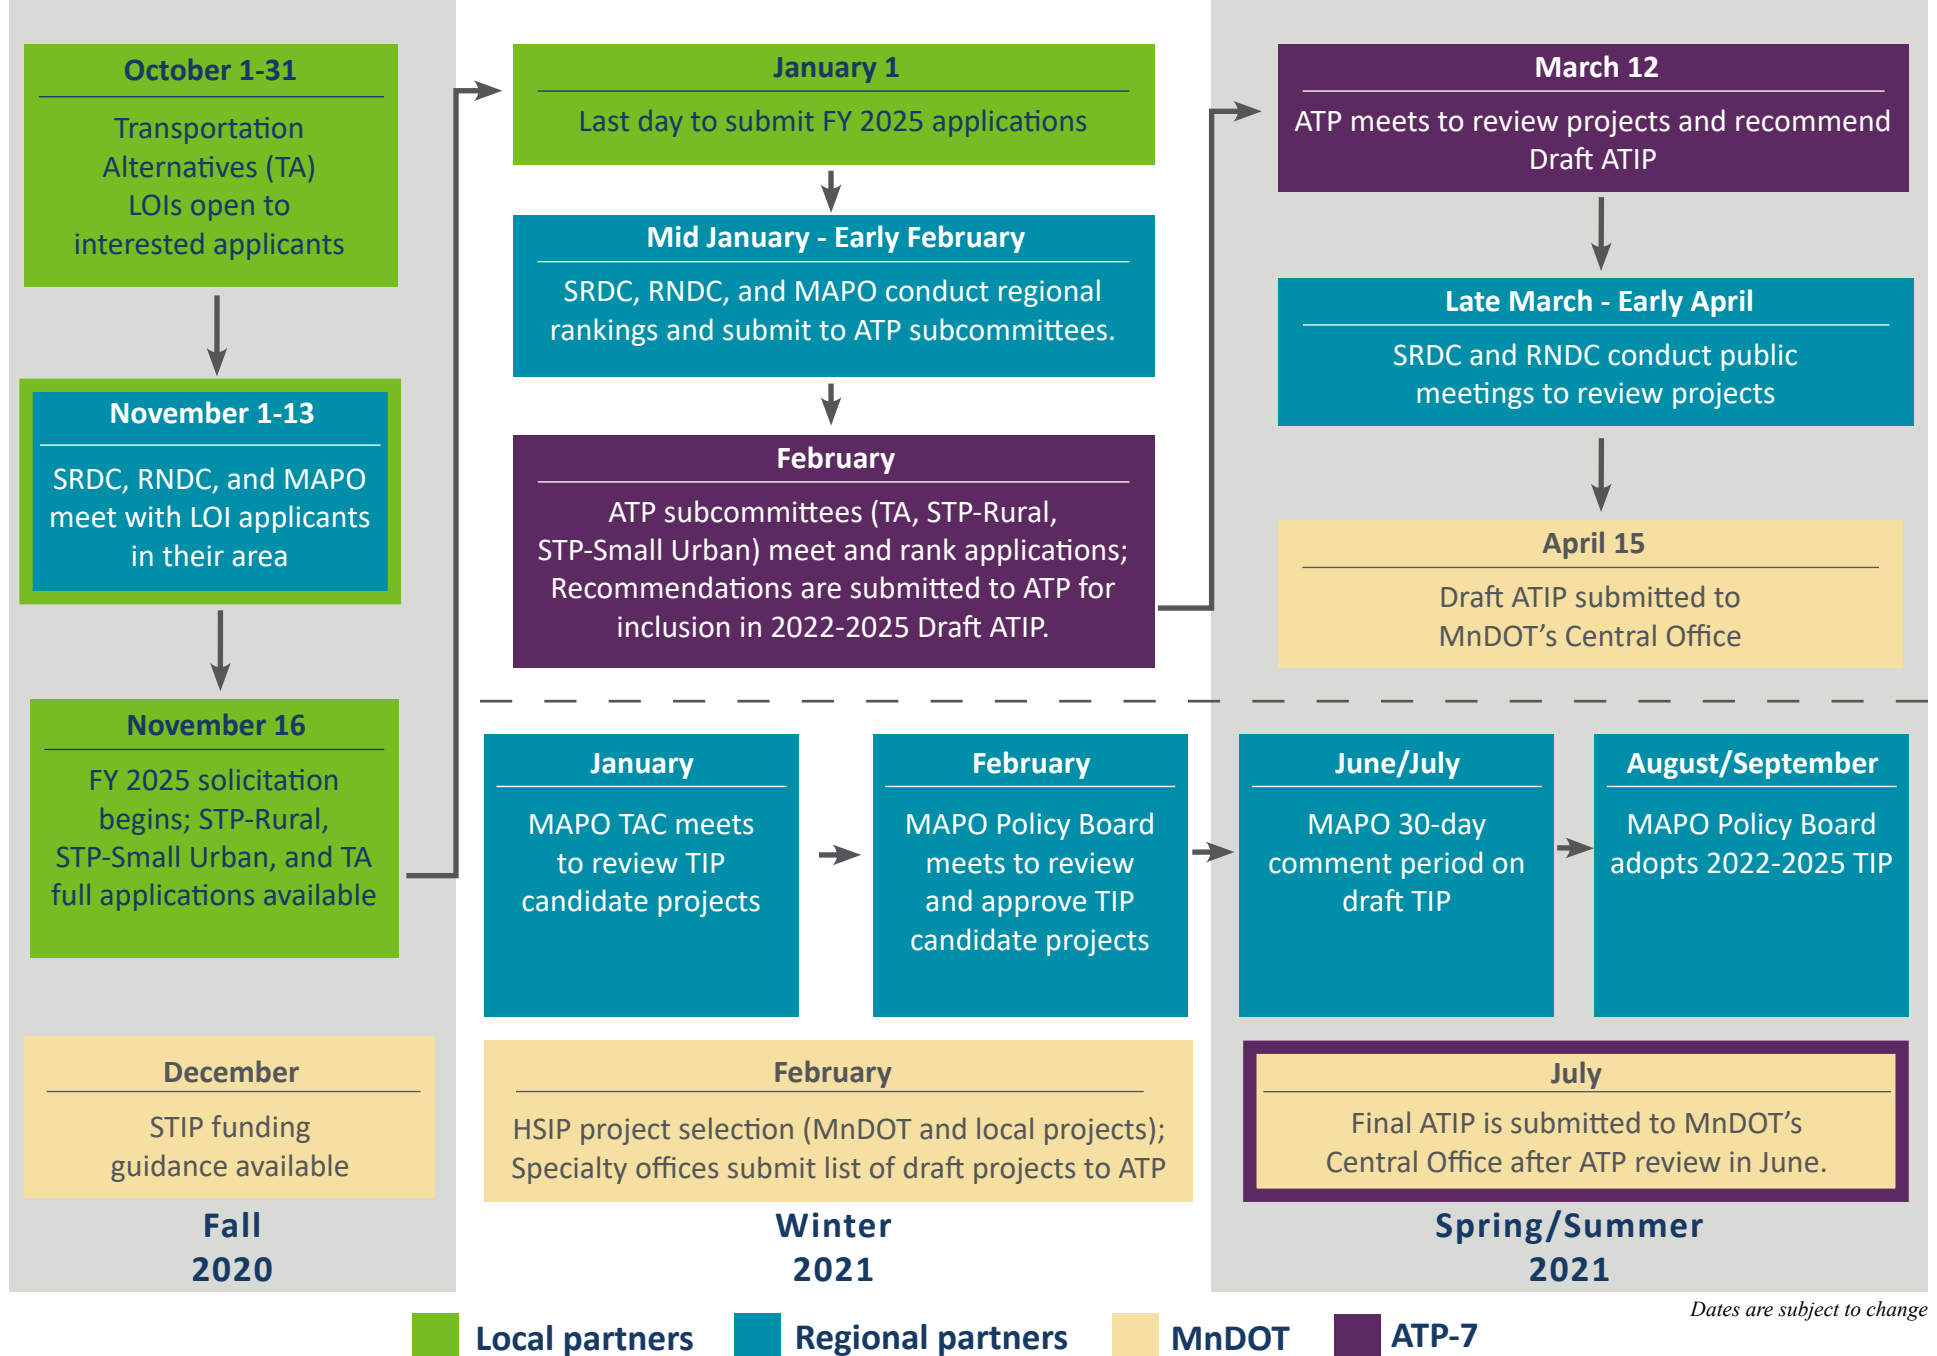 October 1-31
Transportation
Alternatives (TA)
LOIs open to
interested applicants
November 1-13
SRDC, RNDC, and MAPO
meet with LOI applicants
in their area
November 16
FY 2025 solicitation
begins; STP-Rural,
STP-Small Urban, and TA
full applications available
December
STIP funding
guidance available
Fall
2020
January 1
Last day to submit FY 2025 applications
Mid January - Early February
SRDC, RNDC, and MAPO conduct regional
rankings and submit to ATP subcommittees.
February
ATP subcommittees (TA, STP-Rural,
STP-Small Urban) meet and rank applications;
Recommendations are submitted to ATP for
inclusion in 2022-2025 Draft ATIP.
March 12
ATP meets to review projects and recommend
Draft ATIP
Late March - Early April
SRDC and RNDC conduct public
meetings to review projects
April 15
Draft ATIP submitted to
MnDOT’s Central Office
January
MAPO TAC meets
to review TIP
candidate projects
February
MAPO Policy Board
meets to review
and approve TIP
candidate projects
June/July
MAPO 30-day
comment period on
draft TIP
August/September
MAPO Policy Board
adopts 2022-2025 TIP
February
HSIP project selection (MnDOT and local projects);
Specialty offices submit list of draft projects to ATP
July
Final ATIP is submitted to MnDOT’s
Central Office after ATP review in June.
Winter
2021
Spring/Summer
2021
Dates are subject to change
Local partners
Regional partners
MnDOT
ATP-7